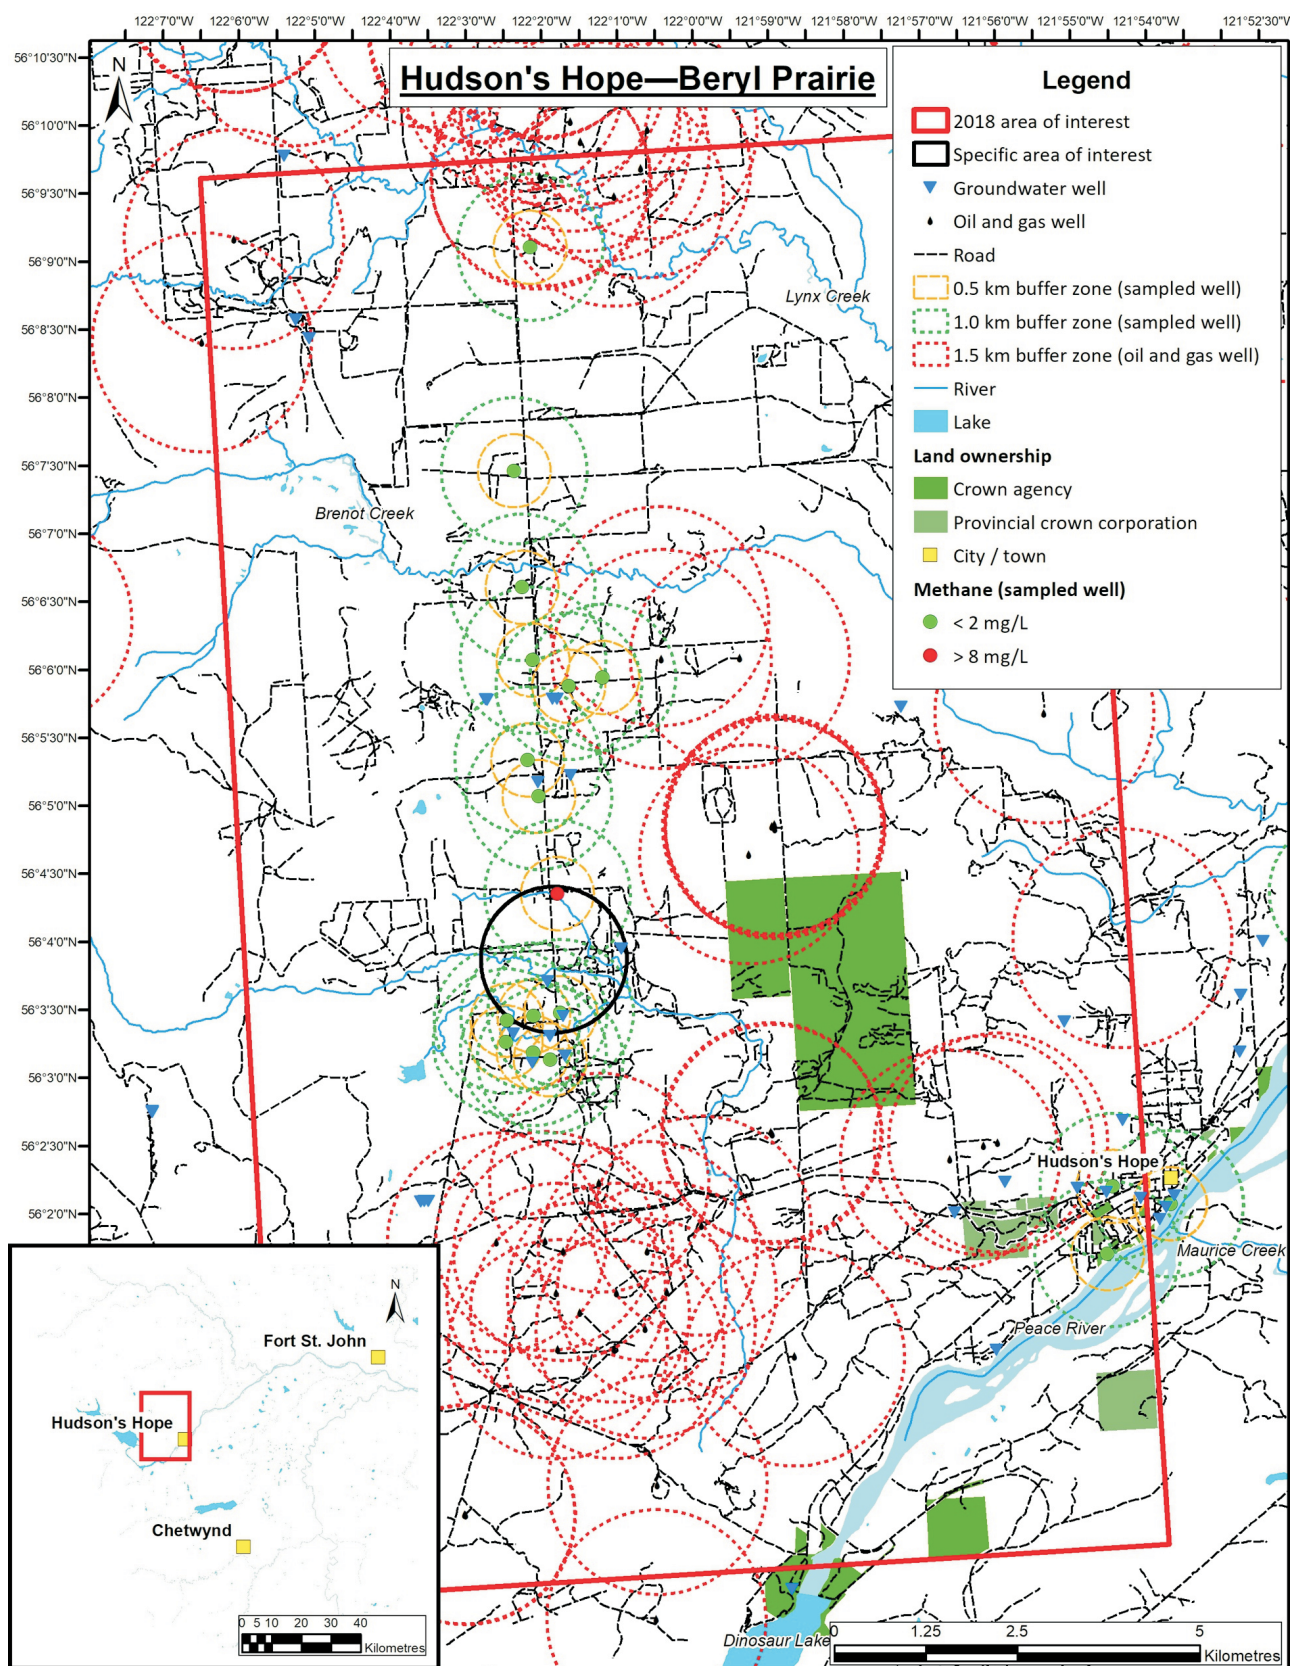 122°7'0"W 122°6'0"W 122°4'30"W 122°3'0"W 122°2'0"W 122°1'0"W 122°0'0"W 121°59'0"W 121°58'0"W 121°57'0"W 121°56'0"W 121°55'0"W 121°54'0"W 121°52'30"W
56°10'30"N
56°10'0"N
56°9'30"N
56°9'0"N
56°8'30"N
56°8'0"N
56°7'30"N
56°7'0"N
56°6'30"N
56°6'0"N
56°5'30"N
56°5'0"N
56°4'30"N
56°4'0"N
56°3'30"N
56°3'0"N
56°2'30"N
56°2'0"N
N
Hudson's Hope—Beryl Prairie
Legend
2018 area of interest
Specific area of interest
Groundwater well
Oil and gas well
Road
0.5 km buffer zone (sampled well)
1.0 km buffer zone (sampled well)
1.5 km buffer zone (oil and gas well)
River
Lake
Land ownership
Crown agency
Provincial crown corporation
City / town
Methane (sampled well)
< 2 mg/L
> 8 mg/L
Lynx Creek
Brenot Creek
Hudson's Hope
Maurice Creek
Peace River
Dinosaur Lake
0 1.25 2.5 5
Kilometres
N
Fort St. John
Hudson's Hope
Chetwynd
0 5 10 20 30 40
Kilometres